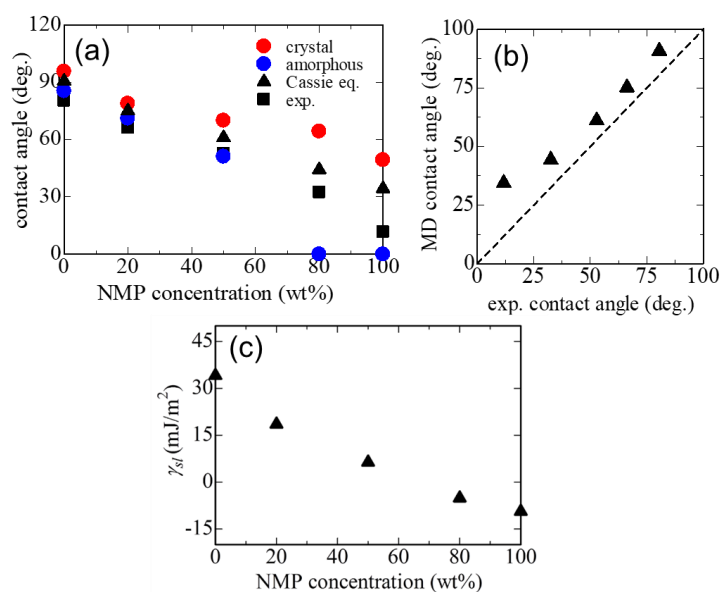 (a)
crystal
amorphous
Cassie eq.
exp.
contact angle (deg.)
120
90
60
30
0
0 20 40 60 80 100
NMP concentration (wt%)
(b)
MD contact angle (deg.)
100
75
50
25
0
0 25 50 75 100
exp. contact angle (deg.)
(c)
γsl (mJ/m²)
45
30
15
0
-15
0 20 40 60 80 100
NMP concentration (wt%)